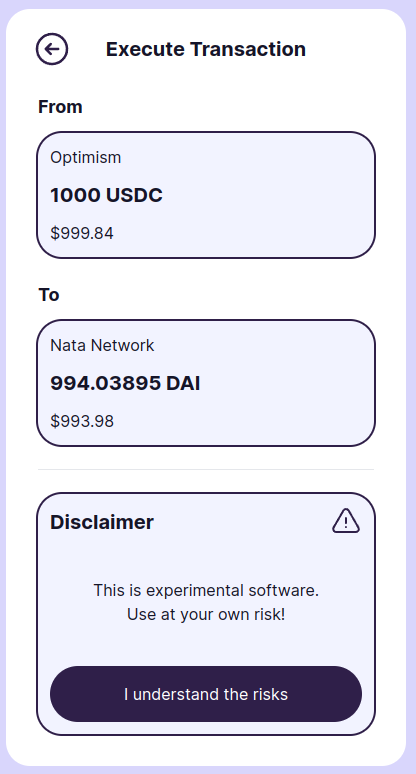 Execute Transaction
From
Optimism
1000 USDC
$999.84
To
Nata Network
994.03895 DAI
$993.98
Disclaimer
This is experimental software.
Use at your own risk!
I understand the risks